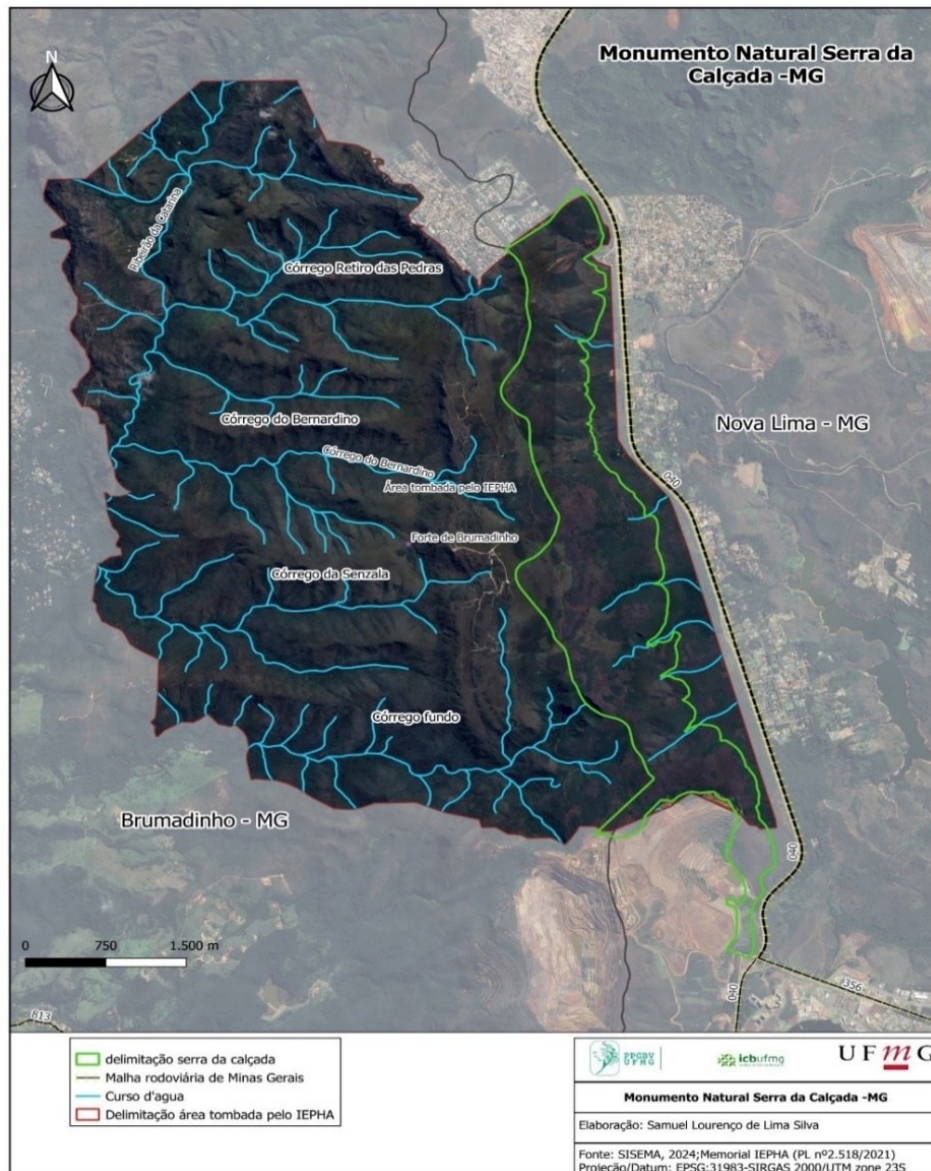 Monumento Natural Serra da
Calçada -MG
N
Ribeirão da Catarina
Córrego Retiro das Pedras
Córrego do Bernardino
Nova Lima - MG
Córrego do Bernardino
Área tombada pelo IEPHA
040
Forte de Brumadinho
Córrego da Senzala
Córrego fundo
Brumadinho - MG
040
0 750 1.500 m
040
356
813
delimitação serra da calçada
Malha rodoviária de Minas Gerais
Curso d'agua
Delimitação área tombada pelo IEPHA
PPGBV
UFMG
icbufmg
UFMG
Monumento Natural Serra da Calçada -MG
Elaboração: Samuel Lourenço de Lima Silva
Fonte: SISEMA, 2024;Memorial IEPHA (PL nº2.518/2021)
Projeção/Datum: EPSG:31983-SIRGAS 2000/UTM zone 23S